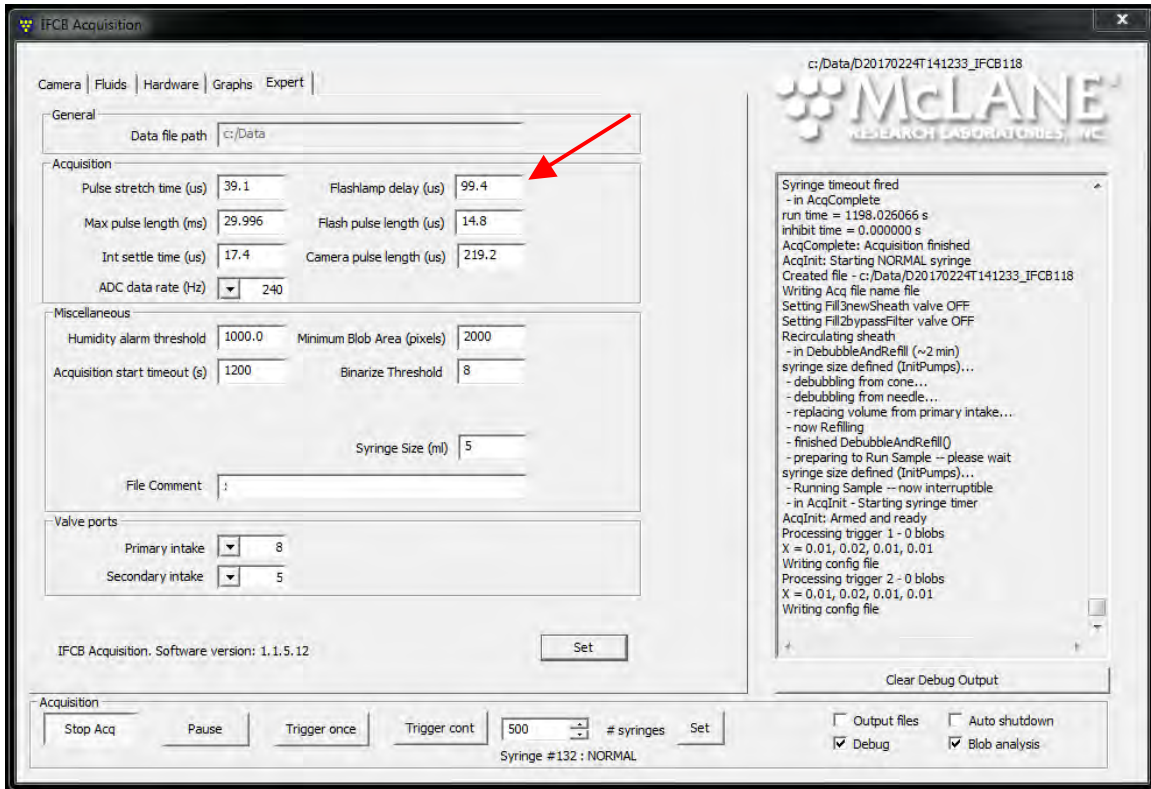 IFCB Acquisition
X
Camera Fluids Hardware Graphs Expert
General
Data file path c:/Data
Acquisition
Pulse stretch time (us) 39.1 Flashlamp delay (us) 99.4
Max pulse length (ms) 29.996 Flash pulse length (us) 14.8
Int settle time (us) 17.4 Camera pulse length (us) 219.2
ADC data rate (Hz) 240
Miscellaneous
Humidity alarm threshold 1000.0 Minimum Blob Area (pixels) 2000
Acquisition start timeout (s) 1200 Binarize Threshold 8
Syringe Size (ml) 5
File Comment :
Valve ports
Primary intake 8
Secondary intake 5
IFCB Acquisition. Software version: 1.1.5.12 Set
c:/Data/D20170224T141233_IFCB118
McLANE
RESEARCH LABORATORIES, INC
Syringe timeout fired
- in AcqComplete
run time = 1198.026066 s
inhibit time = 0.000000 s
AcqComplete: Acquisition finished
AcqInit: Starting NORMAL syringe
Created file - c:/Data/D20170224T141233_IFCB118
Writing Acq file name file
Setting Fill3newSheath valve OFF
Setting Fill2bypassFilter valve OFF
Recirculating sheath
- in DebubbleAndRefill (~2 min)
syringe size defined (InitPumps)...
- debubbling from cone...
- debubbling from needle...
- replacing volume from primary intake...
- now Refilling
- finished DebubbleAndRefill()
- preparing to Run Sample -- please wait
syringe size defined (InitPumps)...
- Running Sample -- now interruptible
- in AcqInit - Starting syringe timer
AcqInit: Armed and ready
Processing trigger 1 - 0 blobs
X = 0.01, 0.02, 0.01, 0.01
Writing config file
Processing trigger 2 - 0 blobs
X = 0.01, 0.02, 0.01, 0.01
Writing config file
Clear Debug Output
Acquisition
Stop Acq Pause Trigger once Trigger cont 500 # syringes Set
Syringe #132 : NORMAL
Output files Auto shutdown
Debug Blob analysis